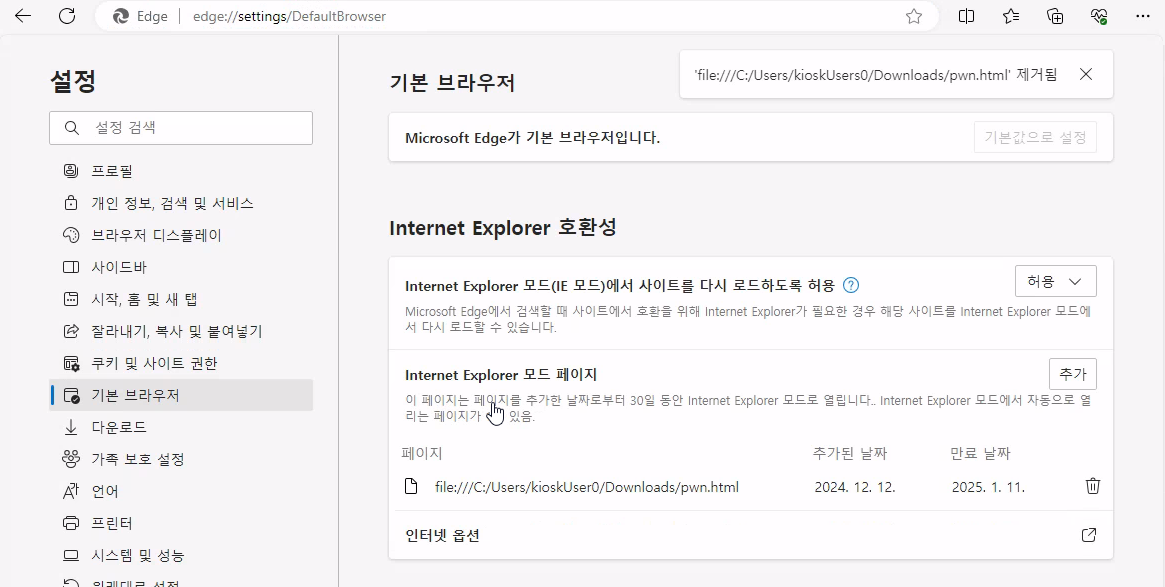 Edge edge://settings/DefaultBrowser
설정
설정 검색
프로필
개인 정보, 검색 및 서비스
브라우저 디스플레이
사이드바
시작, 홈 및 새 탭
잘라내기, 복사 및 붙여넣기
쿠키 및 사이트 권한
기본 브라우저
다운로드
가족 보호 설정
언어
프린터
시스템 및 성능
기본 브라우저
'file:///C:/Users/kioskUsers0/Downloads/pwn.html' 제거됨
Microsoft Edge가 기본 브라우저입니다.
기본값으로 설정
Internet Explorer 호환성
Internet Explorer 모드(IE 모드)에서 사이트를 다시 로드하도록 허용
허용
Microsoft Edge에서 검색할 때 사이트에서 호환을 위해 Internet Explorer가 필요한 경우 해당 사이트를 Internet Explorer 모드에
서 다시 로드할 수 있습니다.
Internet Explorer 모드 페이지
추가
이 페이지는 페이지를 추가한 날짜로부터 30일 동안 Internet Explorer 모드로 열립니다.. Internet Explorer 모드에서 자동으로 열
리는 페이지가 있음.
페이지 추가된 날짜 만료 날짜
file:///C:/Users/kioskUser0/Downloads/pwn.html 2024. 12. 12. 2025. 1. 11.
인터넷 옵션